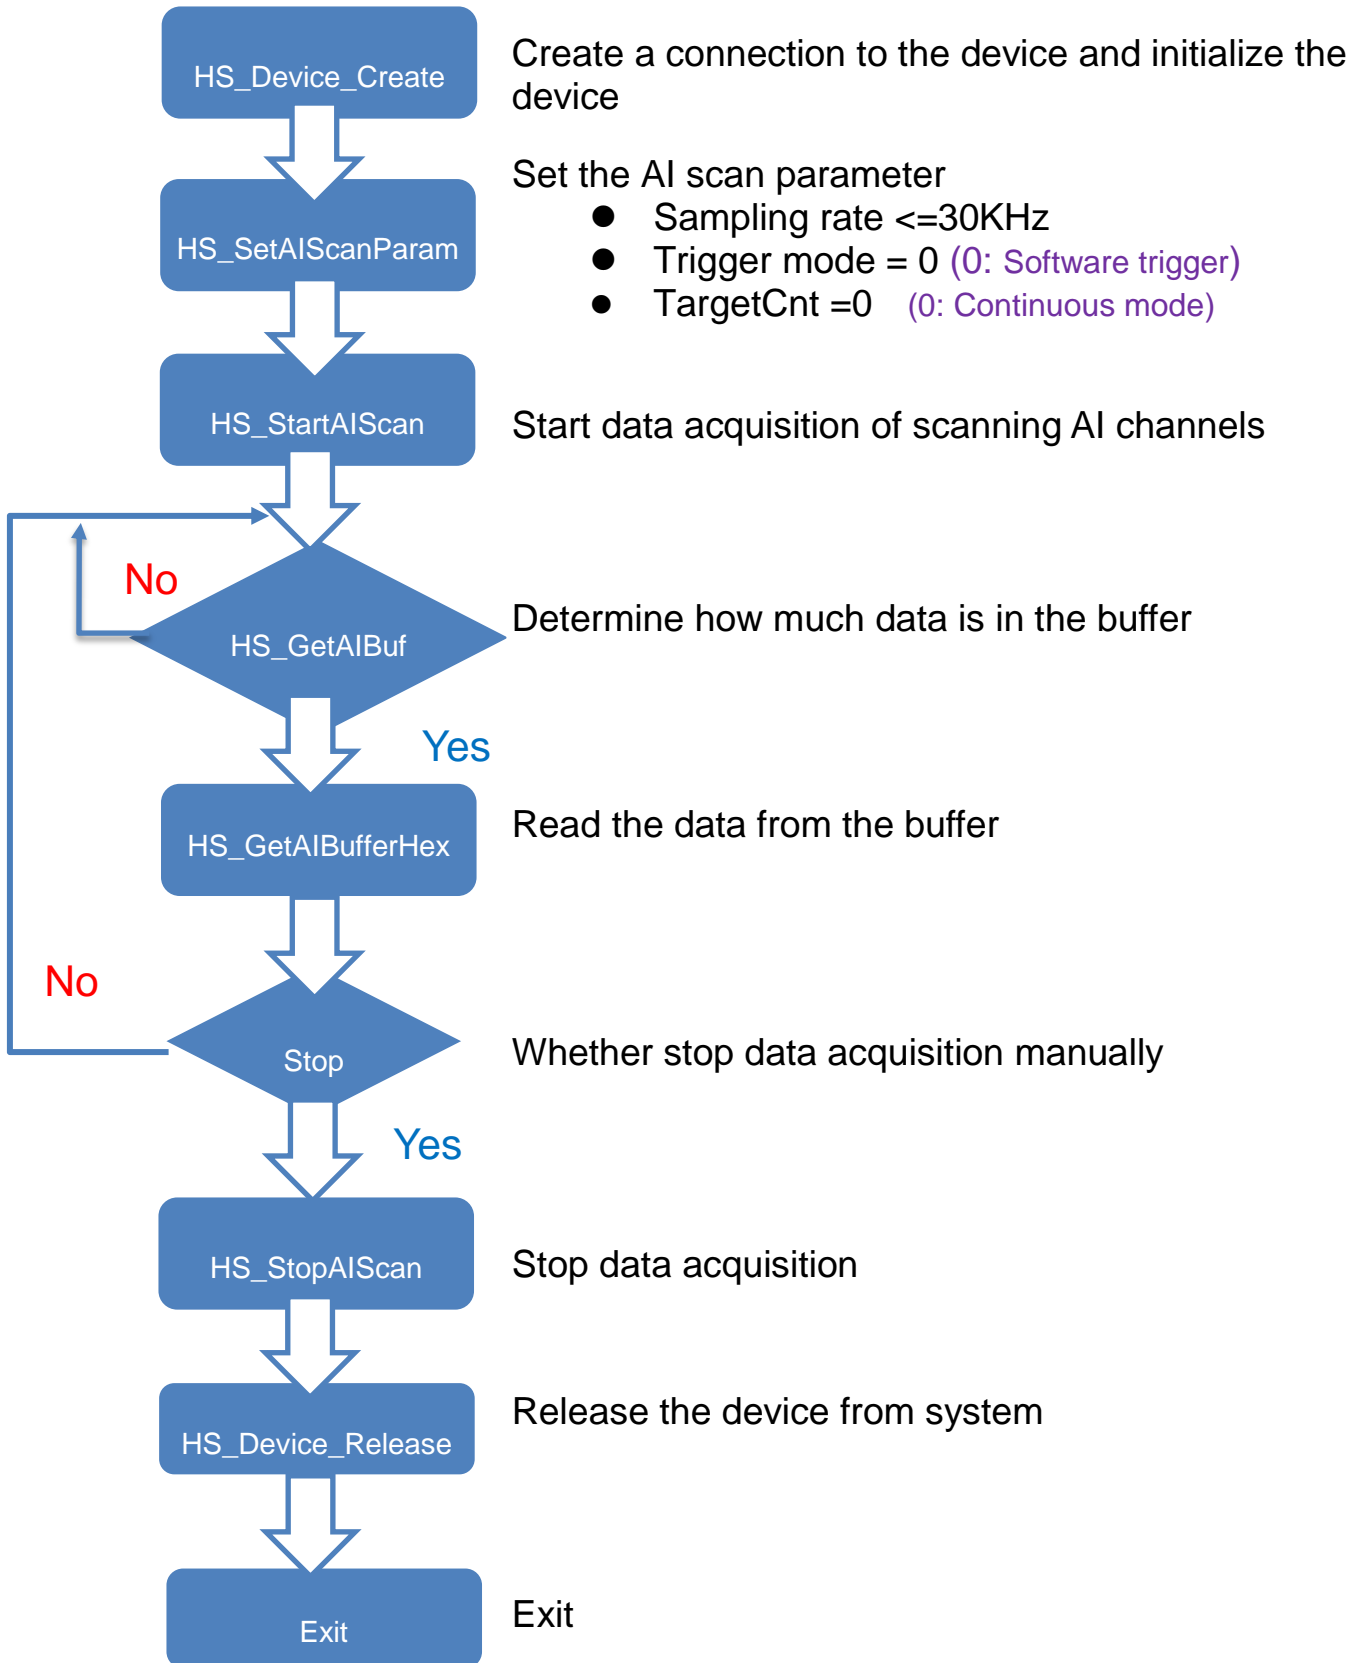 HS_Device_Create
Create a connection to the device and initialize the
device
HS_SetAIScanParam
Set the AI scan parameter
● Sampling rate <=30KHz
● Trigger mode = 0 (0: Software trigger)
● TargetCnt =0 (0: Continuous mode)
HS_StartAIScan
Start data acquisition of scanning AI channels
No
HS_GetAIBuf
Determine how much data is in the buffer
Yes
HS_GetAIBufferHex
Read the data from the buffer
No
Stop
Whether stop data acquisition manually
Yes
HS_StopAIScan
Stop data acquisition
HS_Device_Release
Release the device from system
Exit
Exit